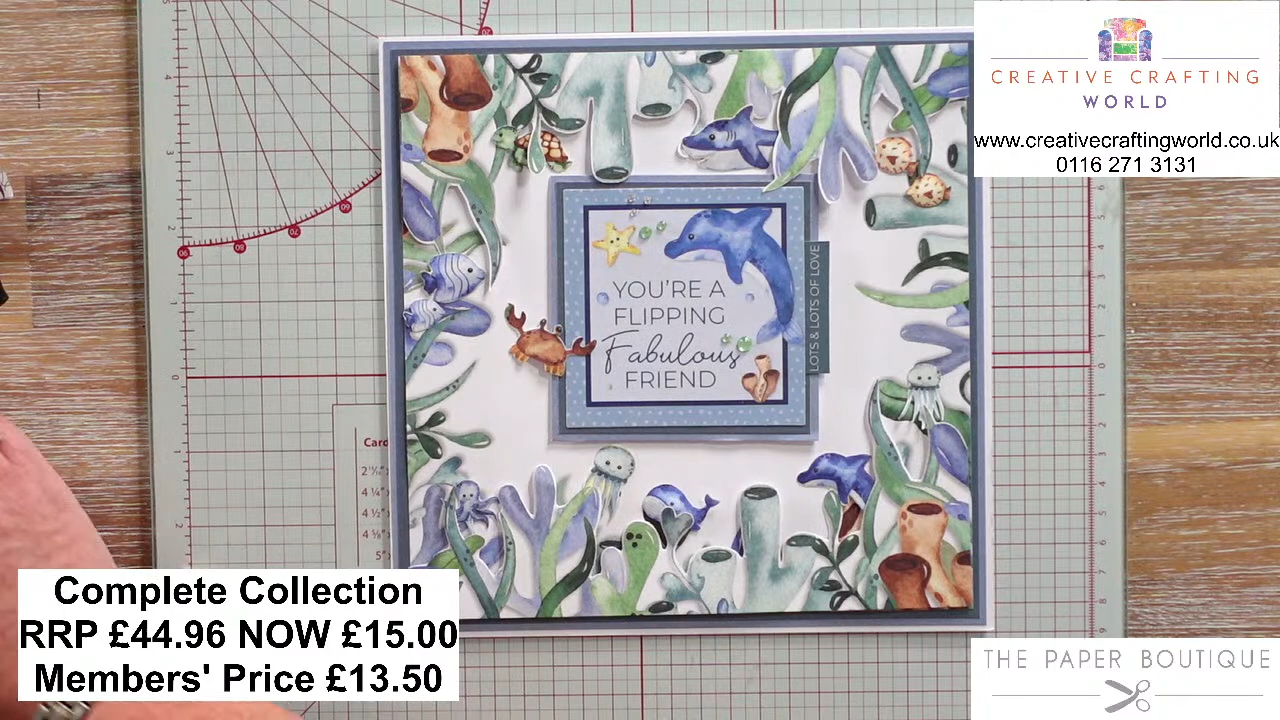 CREATIVE CRAFTING
WORLD
www.creativecraftingworld.co.uk
0116 271 3131
YOU'RE A
FLIPPING
Fabulous
FRIEND
LOTS & LOTS OF LOVE
Card
5"
Complete Collection
RRP £44.96 NOW £15.00
Members' Price £13.50
THE PAPER BOUTIQUE